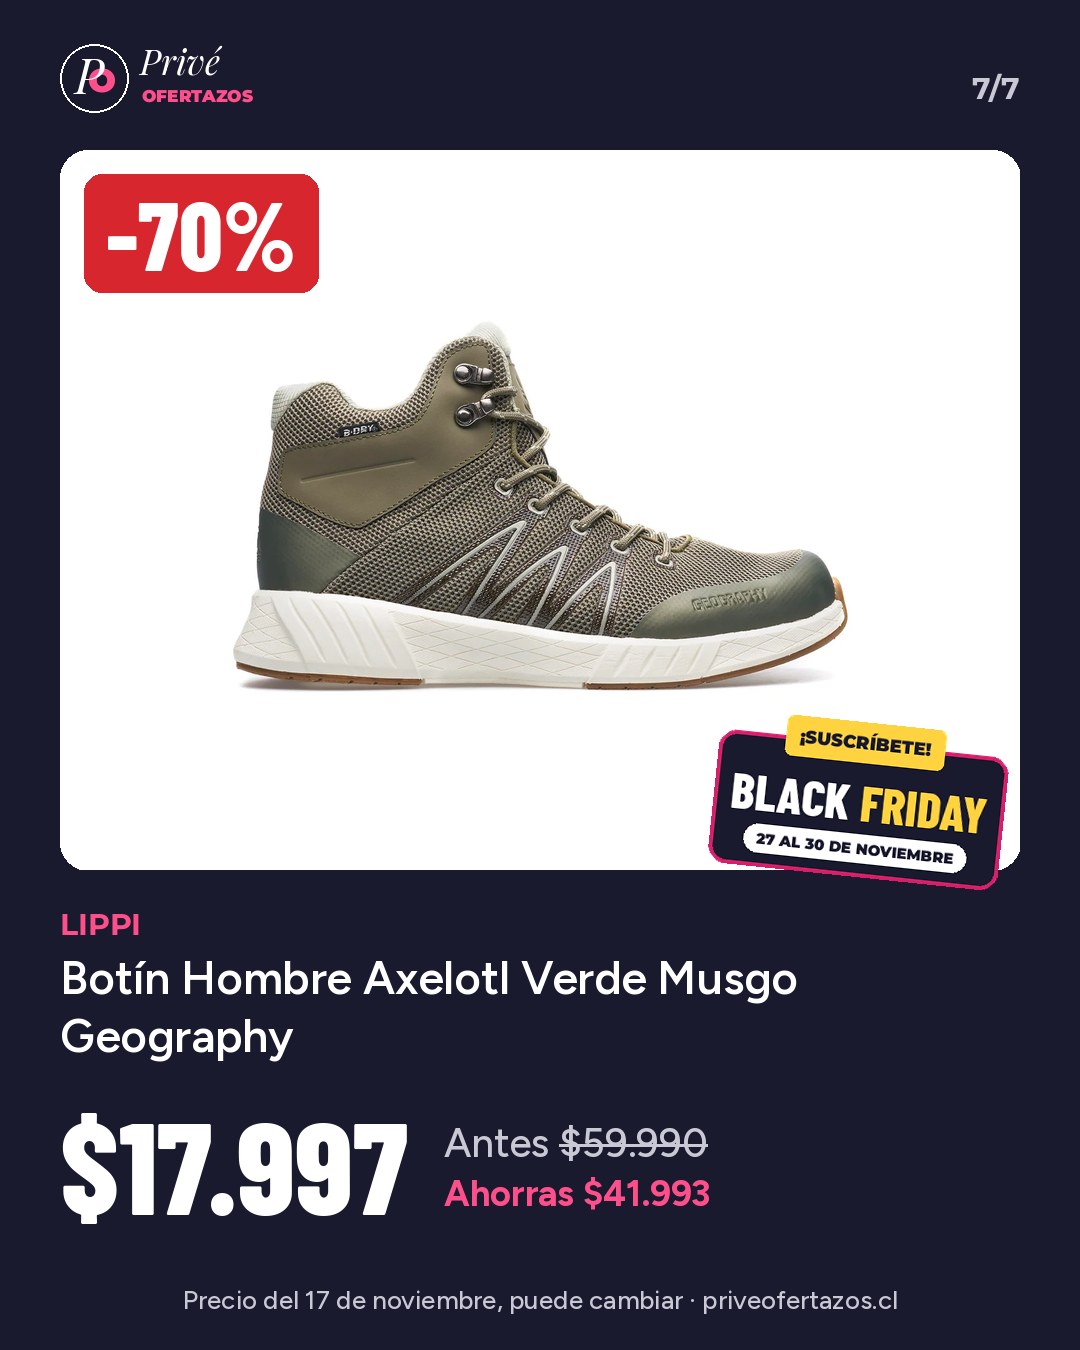 Privé
OFERTAZOS
7/7
-70%
B-DRY
GEOGRAPHY
¡SUSCRÍBETE!
BLACK FRIDAY
27 AL 30 DE NOVIEMBRE
LIPPI
Botín Hombre Axelotl Verde Musgo
Geography
$17.997
Antes $59.990
Ahorras $41.993
Precio del 17 de noviembre, puede cambiar · priveofertazos.cl